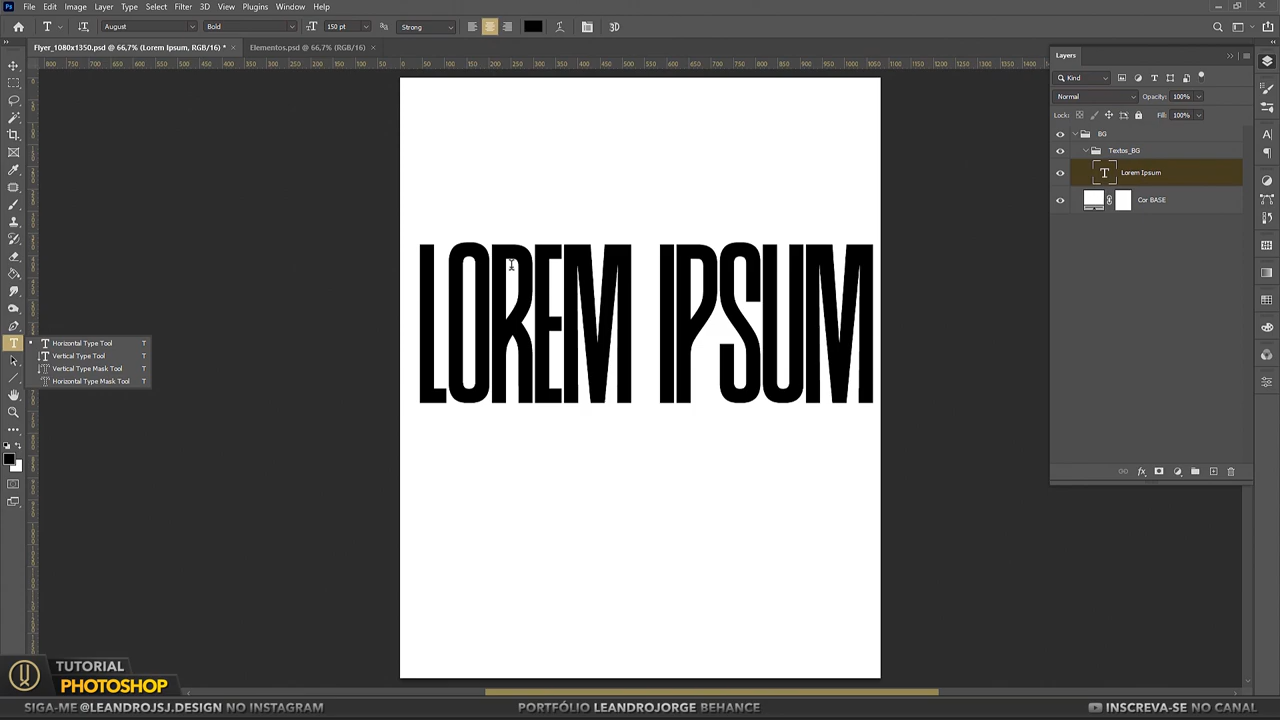 File Edit Image Layer Type Select Filter 3D View Plugins Window Help
August Bold 150 pt Strong 3D
Flyer_1080x1350.psd @ 66,7% (Lorem Ipsum, RGB/16) * × Elementos.psd @ 66,7% (RGB/16) ×
Layers
Kind
Normal Opacity: 100%
Lock: Fill: 100%
BG
Textos_BG
Lorem Ipsum
Cor BASE
LOREM IPSUM
Horizontal Type Tool T
Vertical Type Tool T
Vertical Type Mask Tool T
Horizontal Type Mask Tool T
TUTORIAL
PHOTOSHOP
SIGA-ME @LEANDROJSJ.DESIGN NO INSTAGRAM PORTFÓLIO LEANDROJORGE BEHANCE INSCREVA-SE NO CANAL